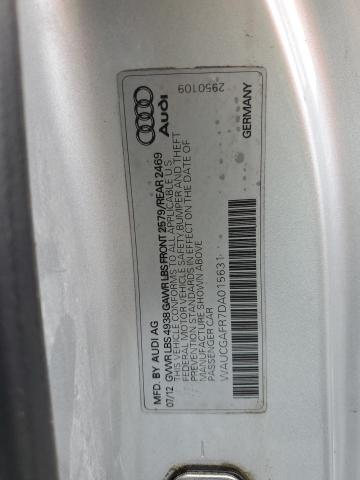 Audi
2950109
GERMANY
MFD. BY AUDI AG
07/12 GVWR LBS 4938 GAWR LBS FRONT 2579/REAR 2469
THIS VEHICLE CONFORMS TO ALL APPLICABLE U.S.
FEDERAL MOTOR VEHICLE SAFETY, BUMPER AND THEFT
PREVENTION STANDARDS IN EFFECT ON THE DATE OF
MANUFACTURE SHOWN ABOVE
PASSENGER CAR
WAUCGAFR7DA015631